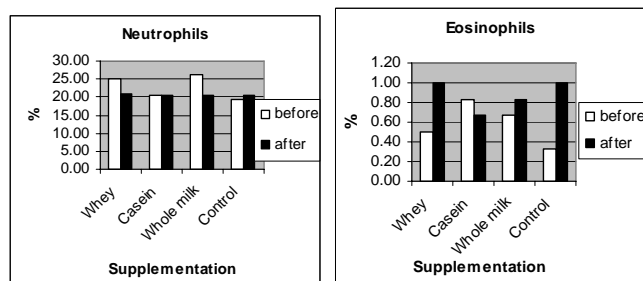 Neutrophils
30.00
25.00
20.00
15.00
10.00
5.00
0.00
%
Whey
Casein
Whole milk
Control
before
after
Supplementation
Eosinophils
1.20
1.00
0.80
0.60
0.40
0.20
0.00
%
Whey
Casein
Whole milk
Control
before
after
Supplementation